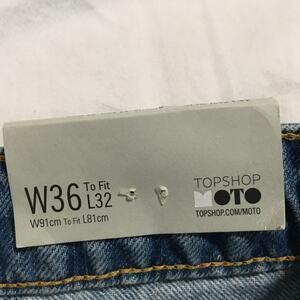 W36 To Fit L32
W91cm To Fit L81cm
TOPSHOP
MOTO
TOPSHOP.COM/MOTO